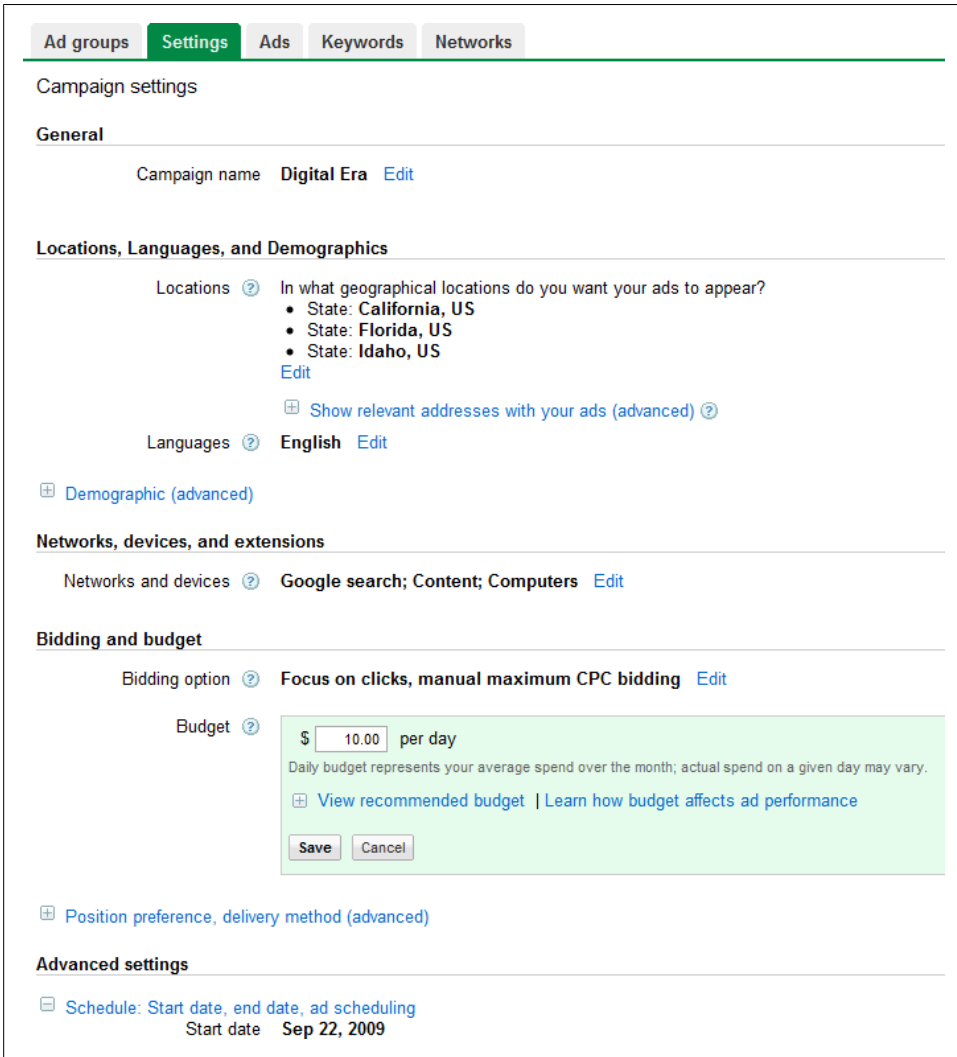 Ad groups Settings Ads Keywords Networks
Campaign settings
General
Campaign name Digital Era Edit
Locations, Languages, and Demographics
Locations ? In what geographical locations do you want your ads to appear?
• State: California, US
• State: Florida, US
• State: Idaho, US
Edit
Show relevant addresses with your ads (advanced) ?
Languages ? English Edit
Demographic (advanced)
Networks, devices, and extensions
Networks and devices ? Google search; Content; Computers Edit
Bidding and budget
Bidding option ? Focus on clicks, manual maximum CPC bidding Edit
Budget ? $ 10.00 per day
Daily budget represents your average spend over the month; actual spend on a given day may vary.
View recommended budget | Learn how budget affects ad performance
Save Cancel
Position preference, delivery method (advanced)
Advanced settings
Schedule: Start date, end date, ad scheduling
Start date Sep 22, 2009